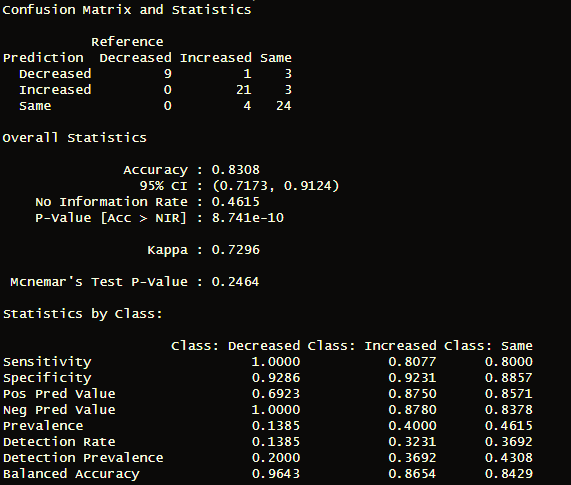 Confusion Matrix and Statistics
Reference
Prediction Decreased Increased Same
Decreased 9 1 3
Increased 0 21 3
Same 0 4 24
Overall Statistics
Accuracy : 0.8308
95% CI : (0.7173, 0.9124)
No Information Rate : 0.4615
P-Value [Acc > NIR] : 8.741e-10
Kappa : 0.7296
Mcnemar's Test P-Value : 0.2464
Statistics by Class:
Class: Decreased Class: Increased Class: Same
Sensitivity 1.0000 0.8077 0.8000
Specificity 0.9286 0.9231 0.8857
Pos Pred Value 0.6923 0.8750 0.8571
Neg Pred Value 1.0000 0.8780 0.8378
Prevalence 0.1385 0.4000 0.4615
Detection Rate 0.1385 0.3231 0.3692
Detection Prevalence 0.2000 0.3692 0.4308
Balanced Accuracy 0.9643 0.8654 0.8429